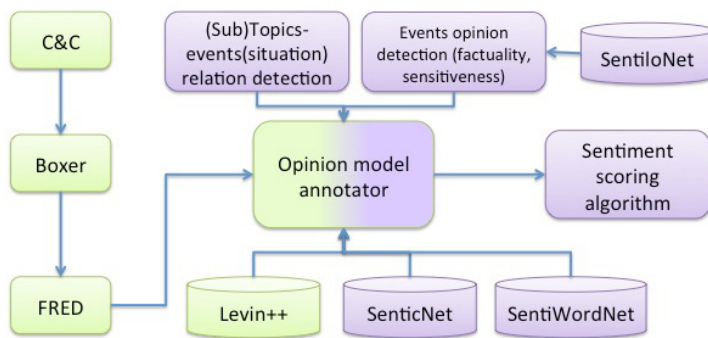 C&C
(Sub)Topics-
events(situation)
relation detection
Events opinion
detection (factuality,
sensitiveness)
SentiloNet
Boxer
Opinion model
annotator
Sentiment
scoring
algorithm
FRED
Levin++
SenticNet
SentiWordNet